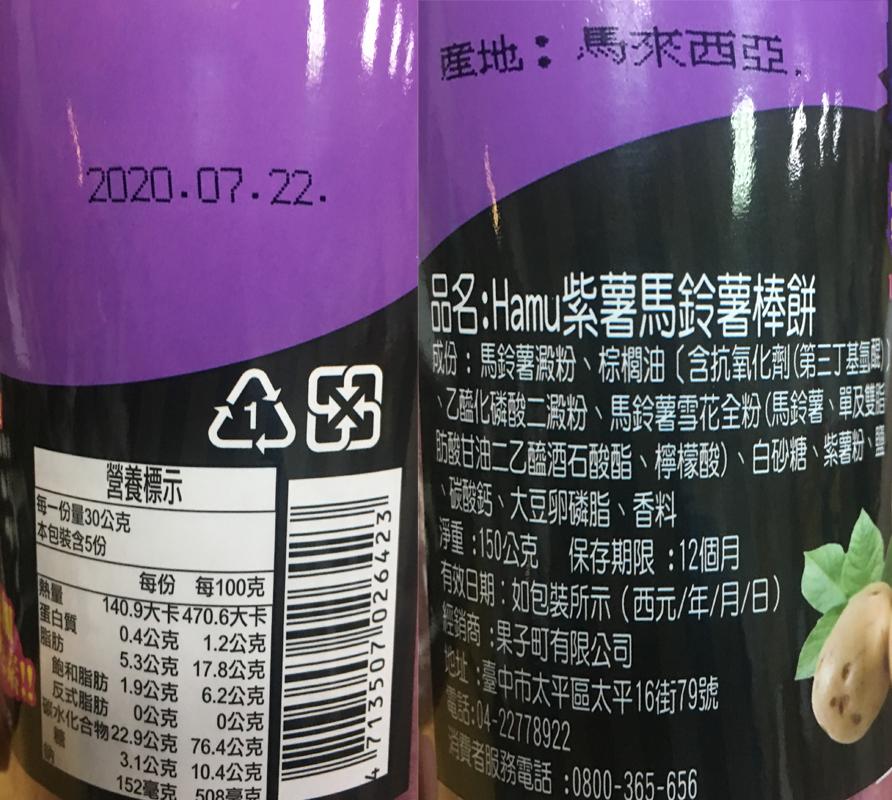 2020.07.22.
1
營養標示
每一份量30公克
本包裝含5份
每份 每100克
熱量 140.9大卡 470.6大卡
蛋白質 0.4公克 1.2公克
脂肪 5.3公克 17.8公克
飽和脂肪 1.9公克 6.2公克
反式脂肪 0公克 0公克
碳水化合物 22.9公克 76.4公克
糖 3.1公克 10.4公克
鈉 152毫克 508毫克
4713507026423
産地：馬來西亞.
品名:Hamu紫薯馬鈴薯棒餅
成份：馬鈴薯澱粉、棕櫚油〔含抗氧化劑(第三丁基氫醌)
、乙醯化磷酸二澱粉、馬鈴薯雪花全粉(馬鈴薯、單及雙脂
肪酸甘油二乙醯酒石酸酯、檸檬酸)、白砂糖、紫薯粉、鹽
、碳酸鈣、大豆卵磷脂、香料
淨重:150公克 保存期限:12個月
有效日期：如包裝所示（西元/年/月/日）
經銷商：果子町有限公司
地址：臺中市太平區太平16街79號
電話:04-22778922
消費者服務電話:0800-365-656